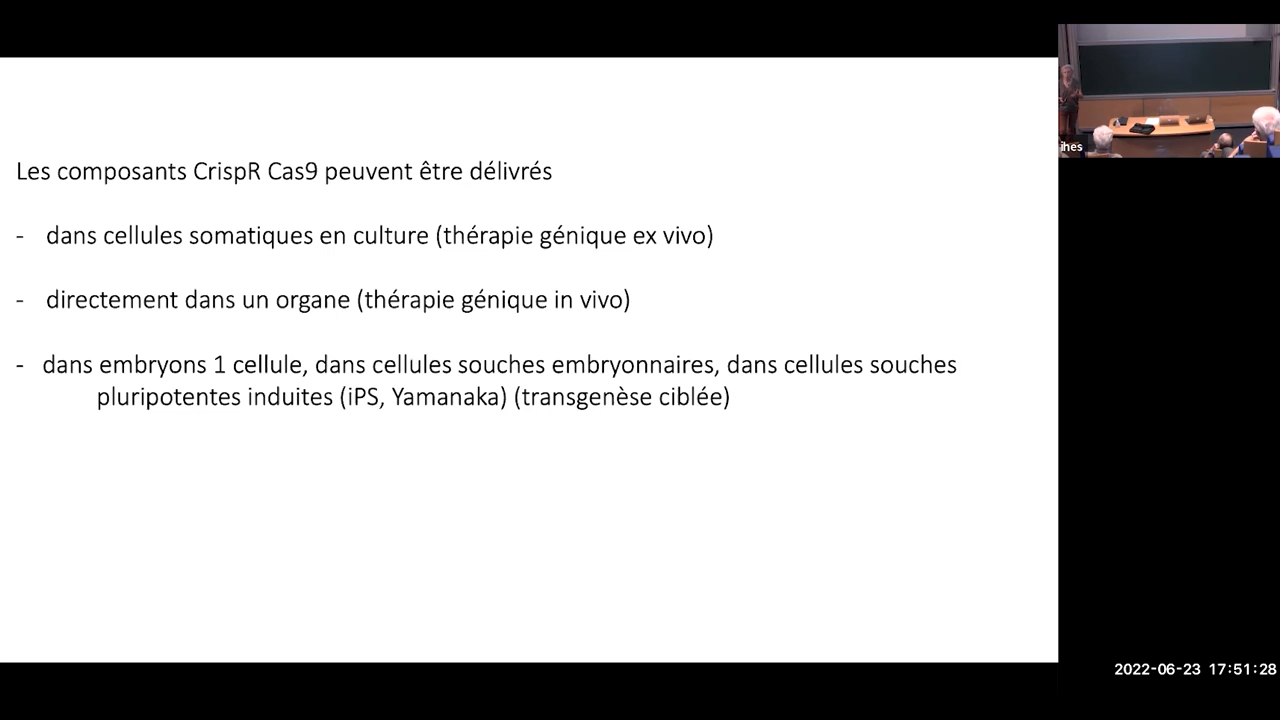 Les composants CrispR Cas9 peuvent être délivrés
- dans cellules somatiques en culture (thérapie génique ex vivo)
- directement dans un organe (thérapie génique in vivo)
- dans embryons 1 cellule, dans cellules souches embryonnaires, dans cellules souches
pluripotentes induites (iPS, Yamanaka) (transgenèse ciblée)
ihes
2022-06-23 17:51:28